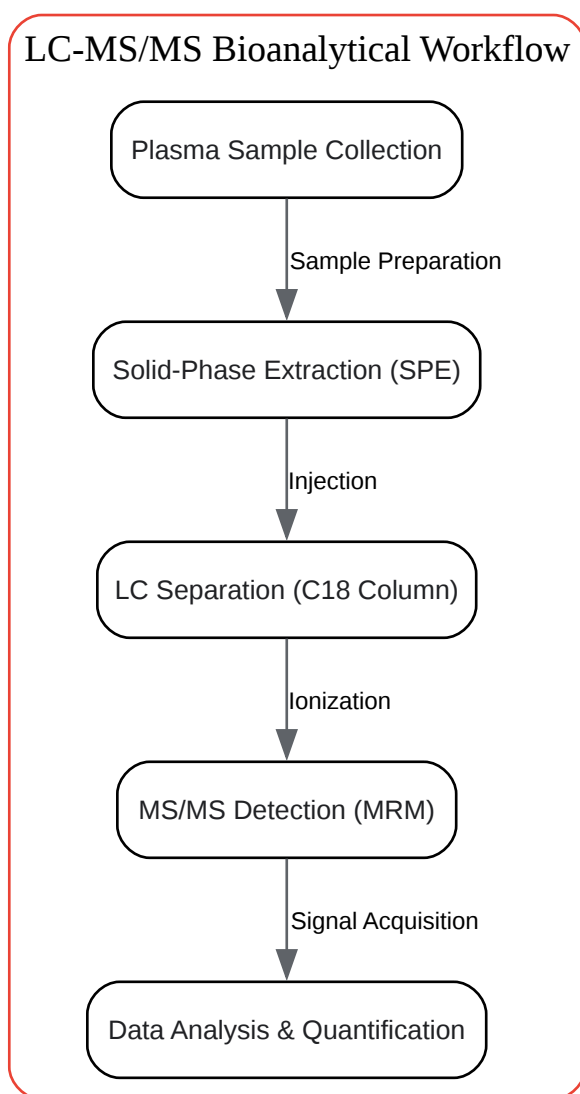 LC-MS/MS Bioanalytical Workflow
Plasma Sample Collection
Sample Preparation
Solid-Phase Extraction (SPE)
Injection
LC Separation (C18 Column)
Ionization
MS/MS Detection (MRM)
Signal Acquisition
Data Analysis & Quantification